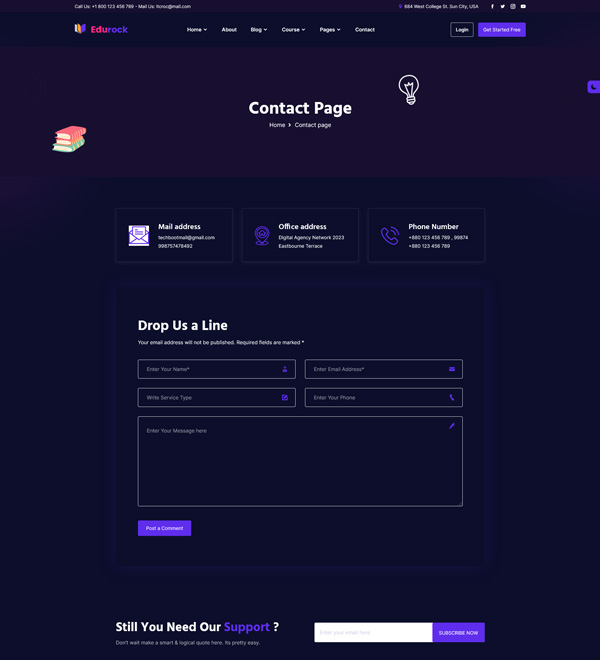 Call Us: +1 800 123 456 789 - Mail Us: Itcroc@mail.com
684 West College St. Sun City, USA
Edurock
Home About Blog Course Pages Contact
Login
Get Started Free
Contact Page
Home Contact page
Mail address
techbootmail@gmail.com
998757478492
Office address
Digital Agency Network 2023
Eastbourne Terrace
Phone Number
+880 123 456 789 , 99874
+880 123 456 789
Drop Us a Line
Your email address will not be published. Required fields are marked *
Enter Your Name*
Enter Email Address*
Write Service Type
Enter Your Phone
Enter Your Message here
Post a Comment
Still You Need Our Support ?
Don't wait make a smart & logical quote here. Its pretty easy.
Enter your email here
SUBSCRIBE NOW